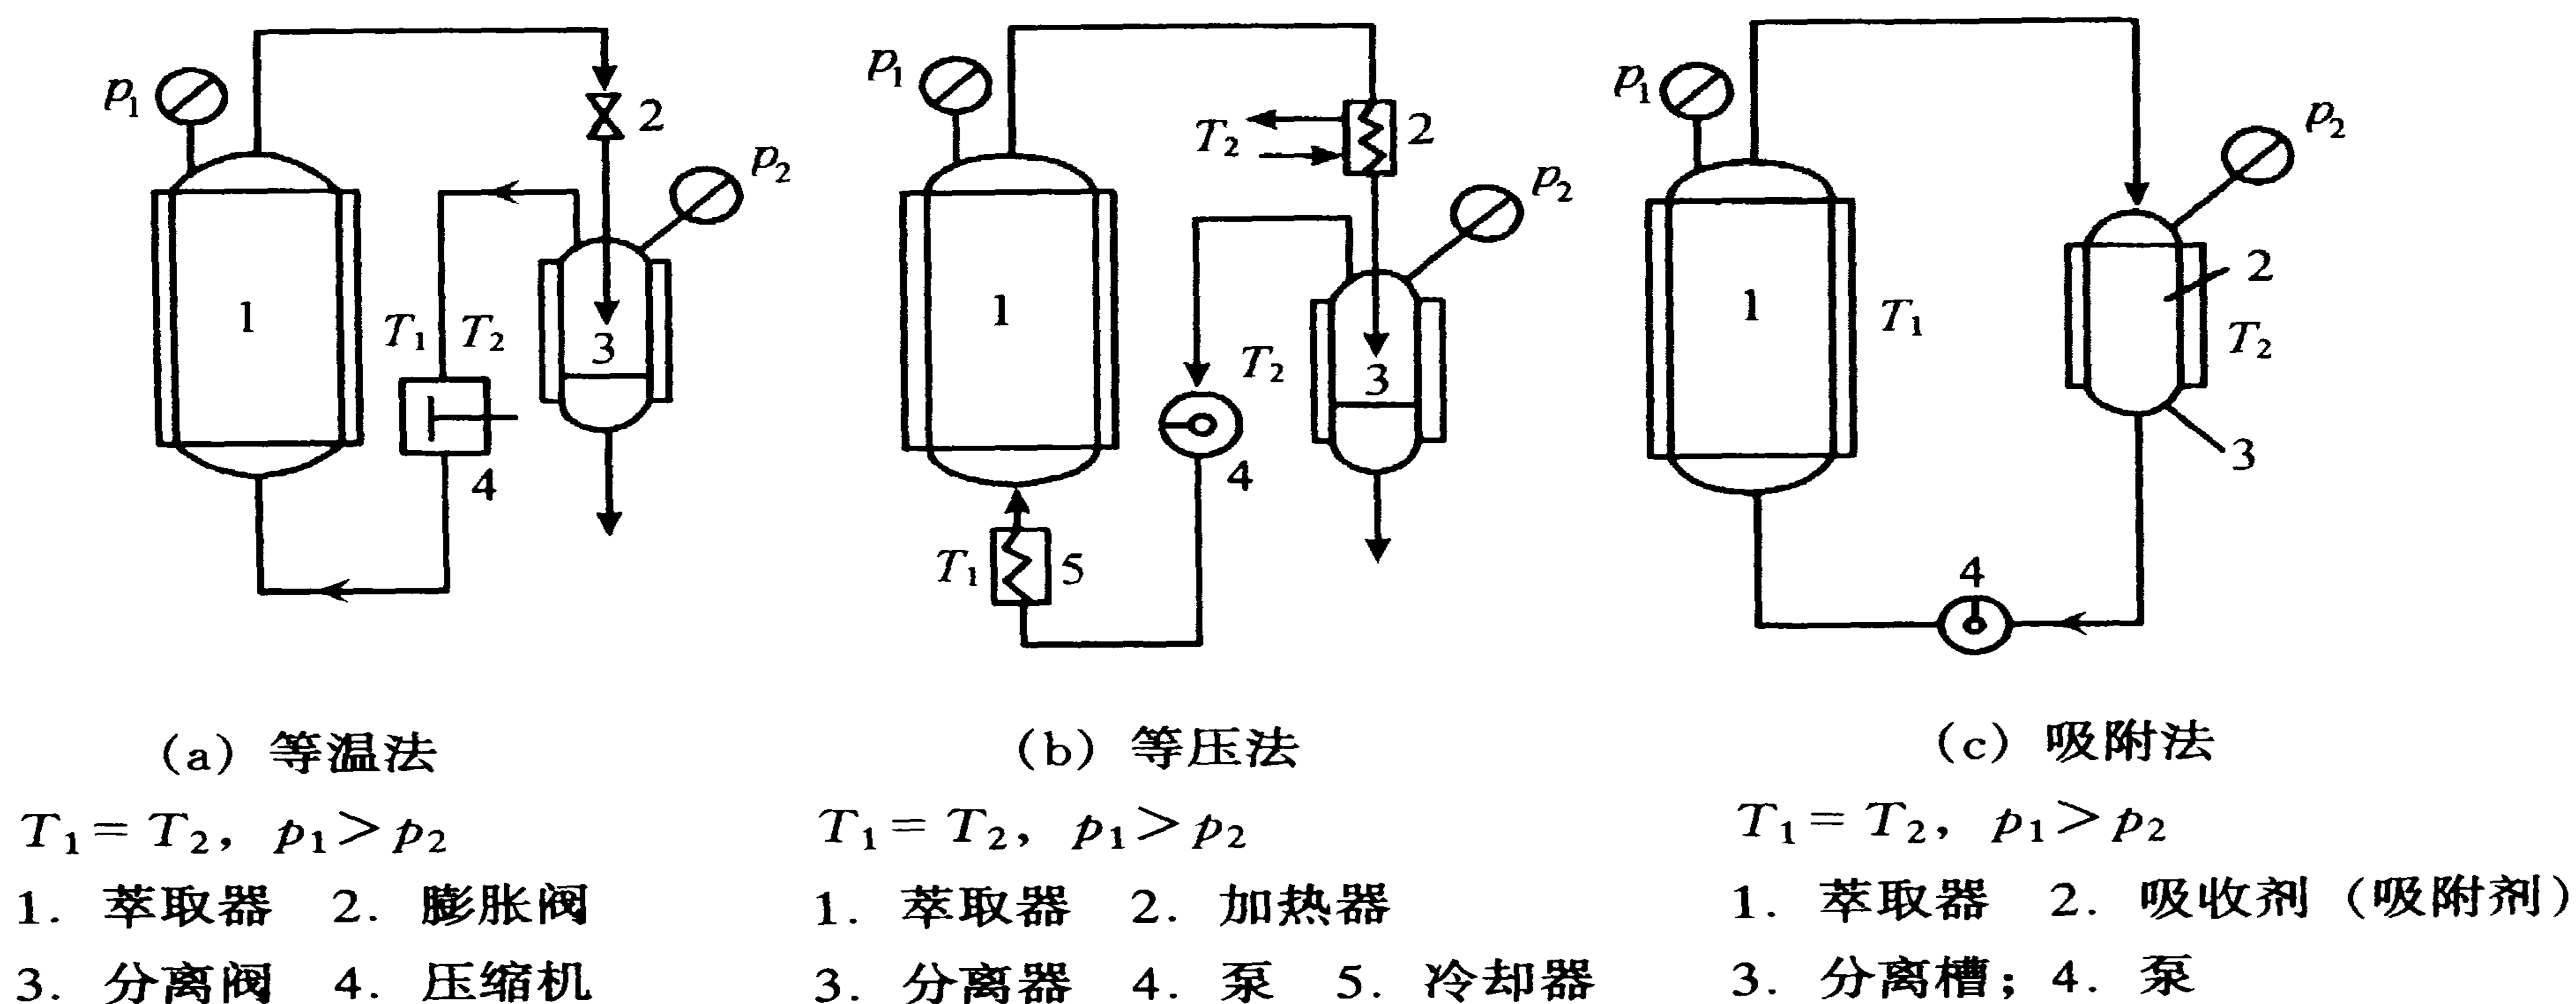 p₁
2
p₂
1
T₁
T₂
3
4
p₁
T₂
2
p₂
1
T₂
3
4
T₁
5
p₁
p₂
1
T₁
2
T₂
3
4
(a) 等温法
T₁ = T₂, p₁ > p₂
1. 萃取器 2. 膨胀阀
3. 分离阀 4. 压缩机
(b) 等压法
T₁ = T₂, p₁ > p₂
1. 萃取器 2. 加热器
3. 分离器 4. 泵 5. 冷却器
(c) 吸附法
T₁ = T₂, p₁ > p₂
1. 萃取器 2. 吸收剂 (吸附剂)
3. 分离槽; 4. 泵